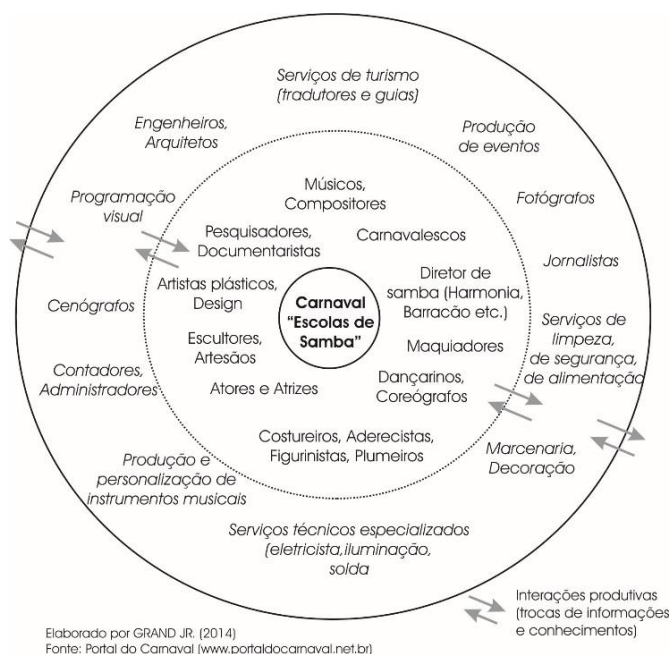 Serviços de turismo
(tradutores e guias)
Engenheiros,
Arquitetos
Produção
de eventos
Programação
visual
Músicos,
Compositores
Fotógrafos
Pesquisadores,
Documentaristas
Carnavalescos
Jornalistas
Artistas plásticos,
Design
Diretor de
samba (Harmonia,
Barracão etc.)
Cenógrafos
Carnaval
"Escolas de
Samba"
Serviços de
limpeza,
de segurança,
de alimentação
Escultores,
Artesãos
Maquiadores
Contadores,
Administradores
Atores e Atrizes
Dançarinos,
Coreógrafos
Costureiros, Aderecistas,
Figurinistas, Plumeiros
Marcenaria,
Decoração
Produção e
personalização de
instrumentos musicais
Serviços técnicos especializados
(eletricista,iluminação,
solda
Interações produtivas
(trocas de informações
e conhecimentos)
Elaborado por GRAND JR. (2014)
Fonte: Portal do Carnaval (www.portaldocarnaval.net.br)